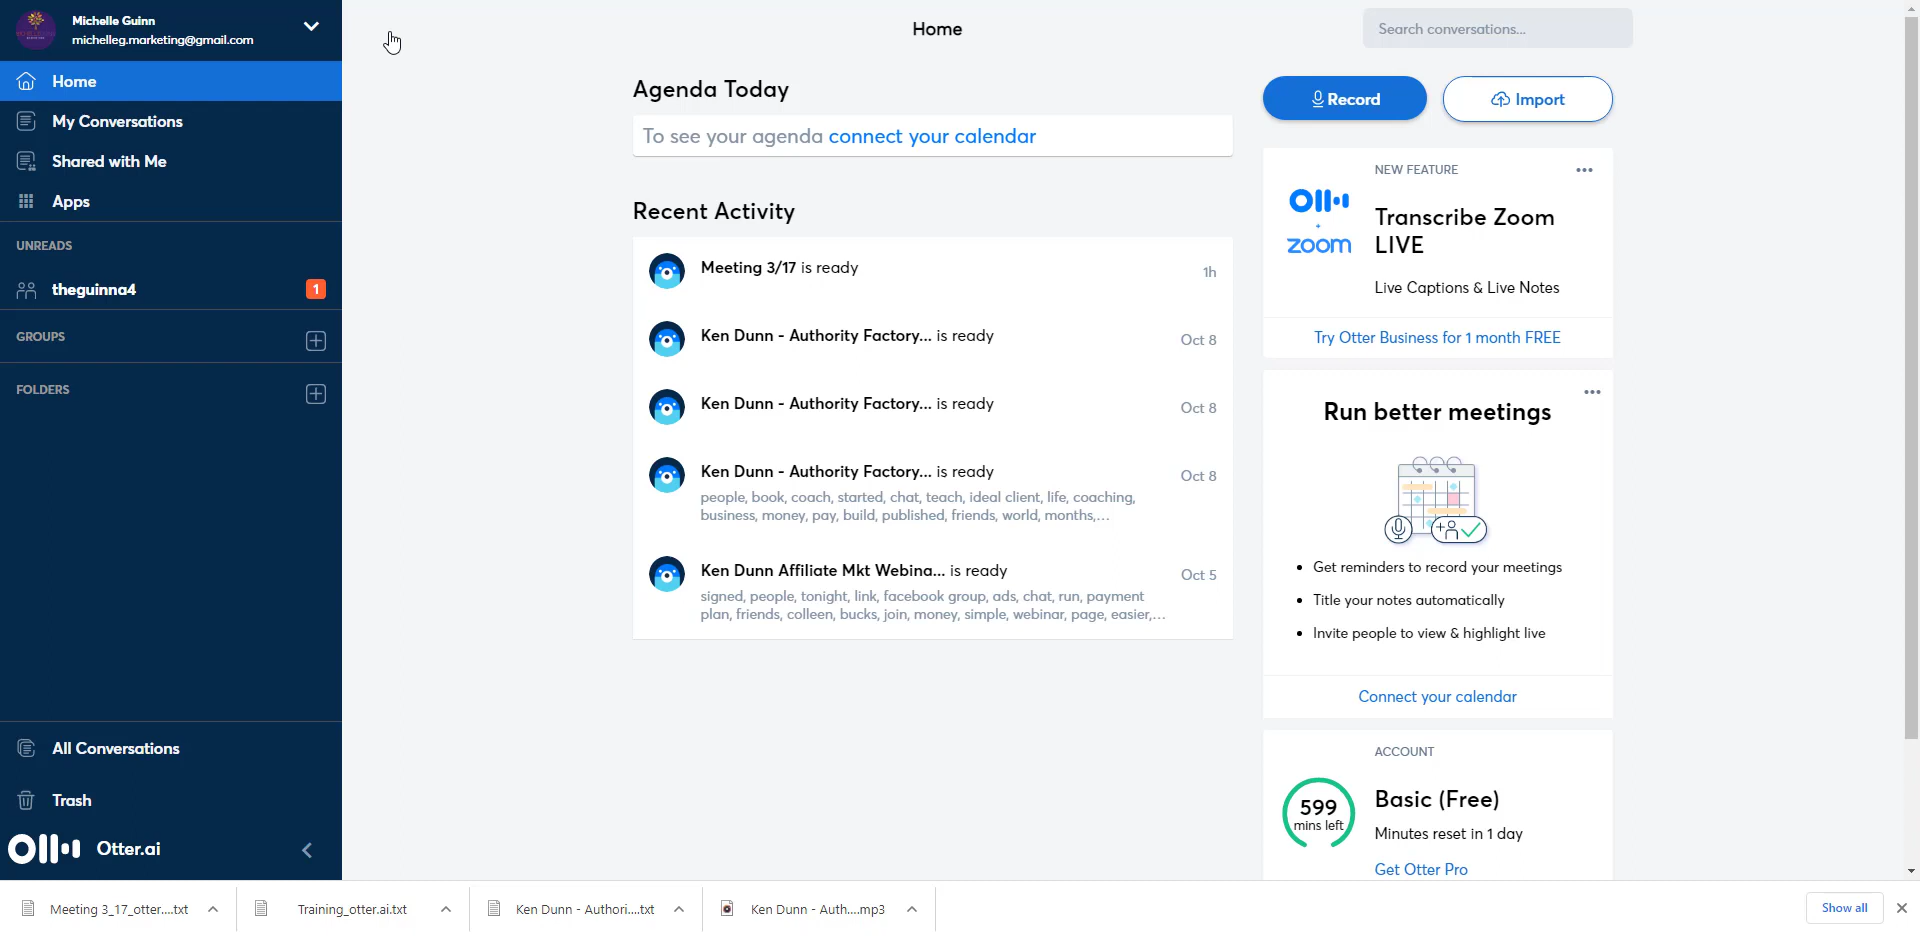 Michelle Guinn
michelleg.marketing@gmail.com
Home
My Conversations
Shared with Me
Apps
UNREADS
theguinna4
1
GROUPS
FOLDERS
All Conversations
Trash
Otter.ai
Home
Search conversations...
Agenda Today
To see your agenda connect your calendar
Recent Activity
Meeting 3/17 is ready
1h
Ken Dunn - Authority Factory... is ready
Oct 8
Ken Dunn - Authority Factory... is ready
Oct 8
Ken Dunn - Authority Factory... is ready
Oct 8
people, book, coach, started, chat, teach, ideal client, life, coaching,
business, money, pay, build, published, friends, world, months,...
Ken Dunn Affiliate Mkt Webina... is ready
Oct 5
signed, people, tonight, link, facebook group, ads, chat, run, payment
plan, friends, colleen, bucks, join, money, simple, webinar, page, easier,...
Record
Import
NEW FEATURE
+
zoom
Transcribe Zoom
LIVE
Live Captions & Live Notes
Try Otter Business for 1 month FREE
Run better meetings
Get reminders to record your meetings
Title your notes automatically
Invite people to view & highlight live
Connect your calendar
ACCOUNT
599
mins left
Basic (Free)
Minutes reset in 1 day
Get Otter Pro
Meeting 3_17_otter....txt
Training_otter.ai.txt
Ken Dunn - Authori....txt
Ken Dunn - Auth....mp3
Show all